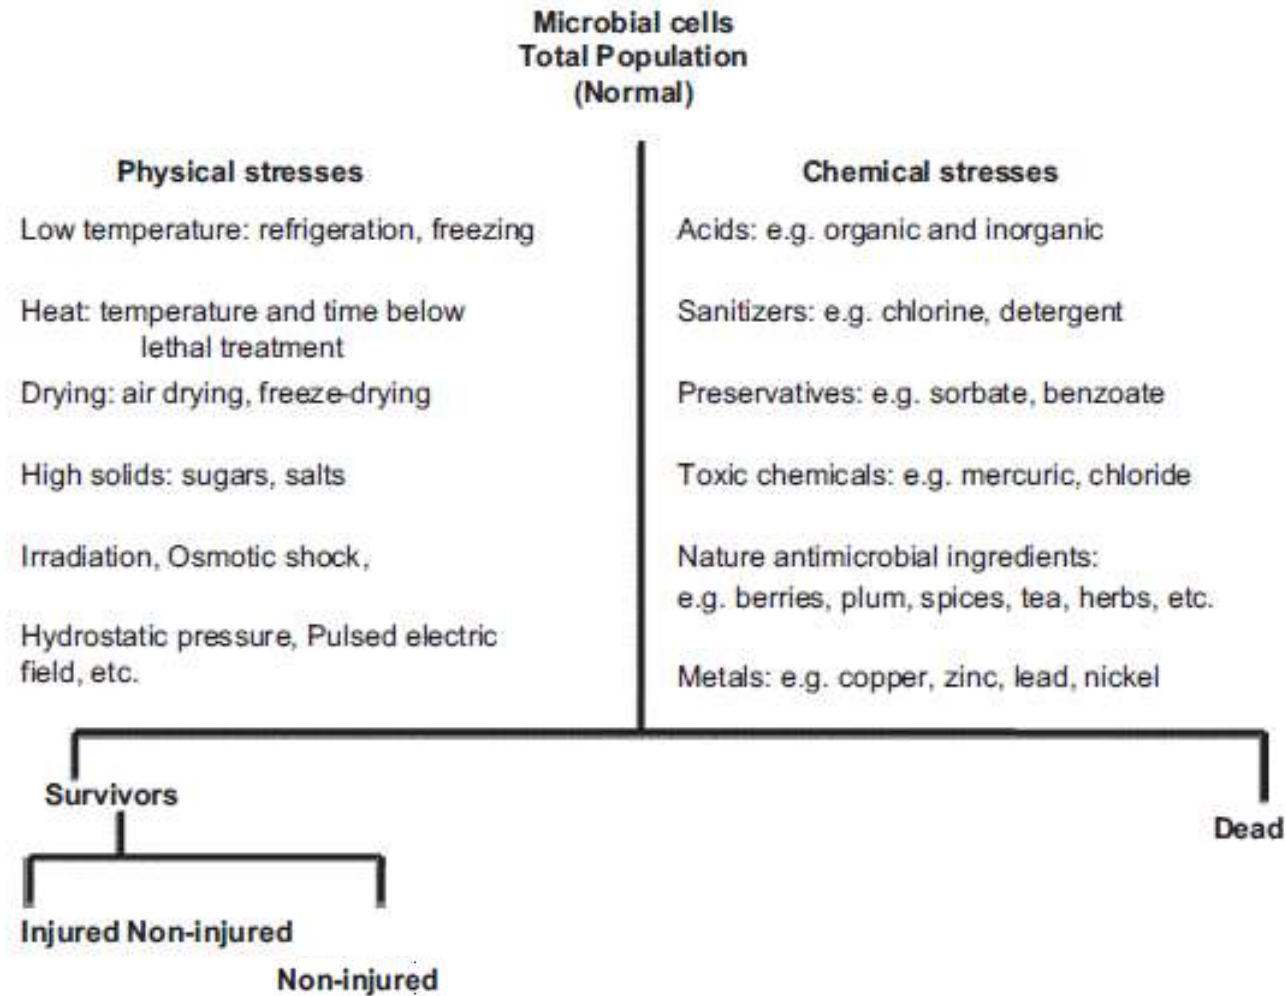 Microbial cells
Total Population
(Normal)
Physical stresses
Low temperature: refrigeration, freezing
Heat: temperature and time below
lethal treatment
Drying: air drying, freeze-drying
High solids: sugars, salts
Irradiation, Osmotic shock,
Hydrostatic pressure, Pulsed electric
field, etc.
Chemical stresses
Acids: e.g. organic and inorganic
Sanitizers: e.g. chlorine, detergent
Preservatives: e.g. sorbate, benzoate
Toxic chemicals: e.g. mercuric, chloride
Nature antimicrobial ingredients:
e.g. berries, plum, spices, tea, herbs, etc.
Metals: e.g. copper, zinc, lead, nickel
Survivors
Dead
Injured Non-injured
Non-injured